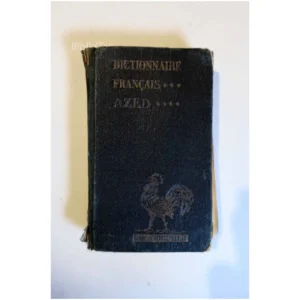 DICTIONNAIRE
FRANÇAIS ***
AZED ****